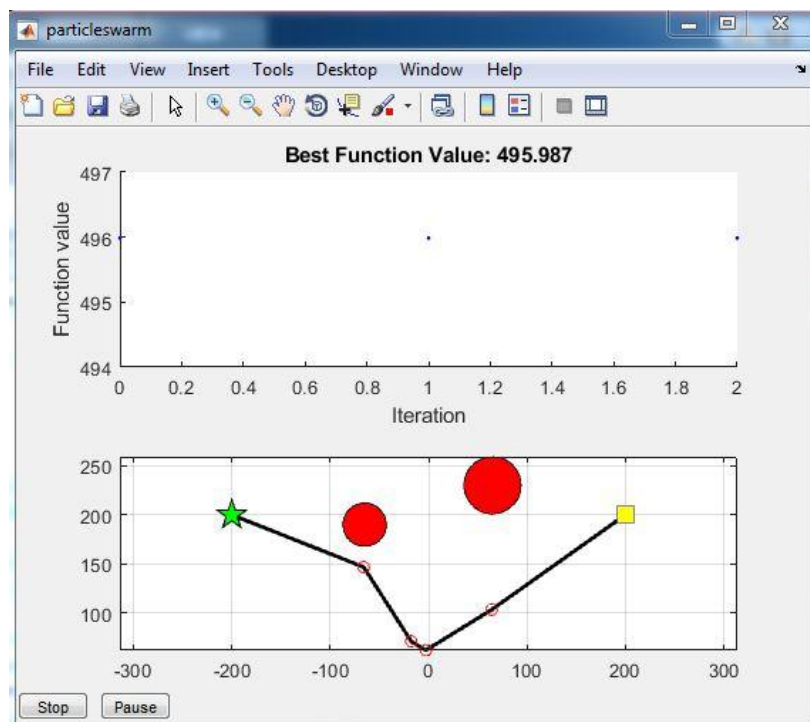 particleswarm
File Edit View Insert Tools Desktop Window Help
Best Function Value: 495.987
497
496
495
494
Function value
0 0.2 0.4 0.6 0.8 1 1.2 1.4 1.6 1.8 2
Iteration
250
200
150
100
-300 -200 -100 0 100 200 300
Stop Pause